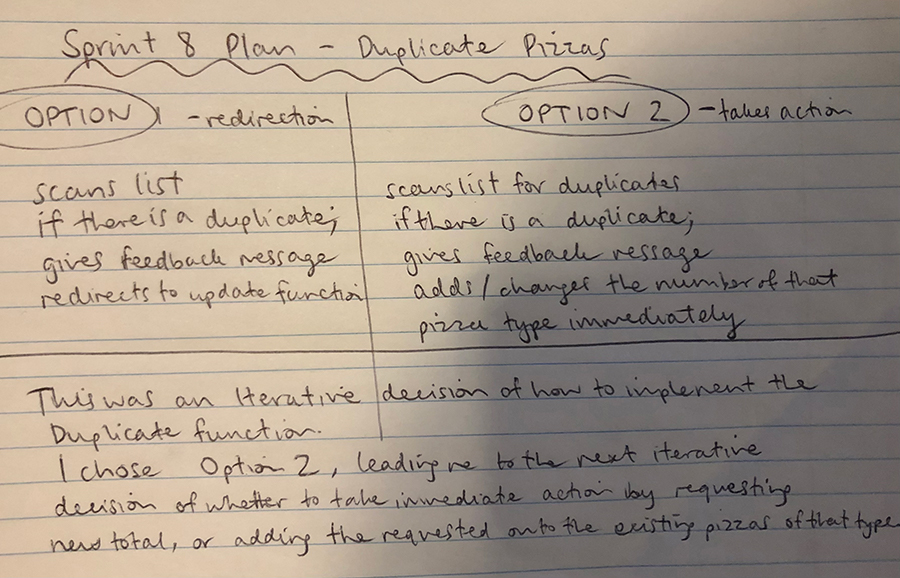 Sprint 8 Plan - Duplicate Pizzas
OPTION 1 - redirection
scans list
if there is a duplicate;
gives feedback message
redirects to update function
OPTION 2 - takes action
scans list for duplicates
if there is a duplicate;
gives feedback message
adds/changes the number of that
pizza type immediately
This was an Iterative decision of how to implement the
Duplicate function.
I chose Option 2, leading me to the next iterative
decision of whether to take immediate action by requesting
new total, or adding the requested onto the existing pizzas of that type